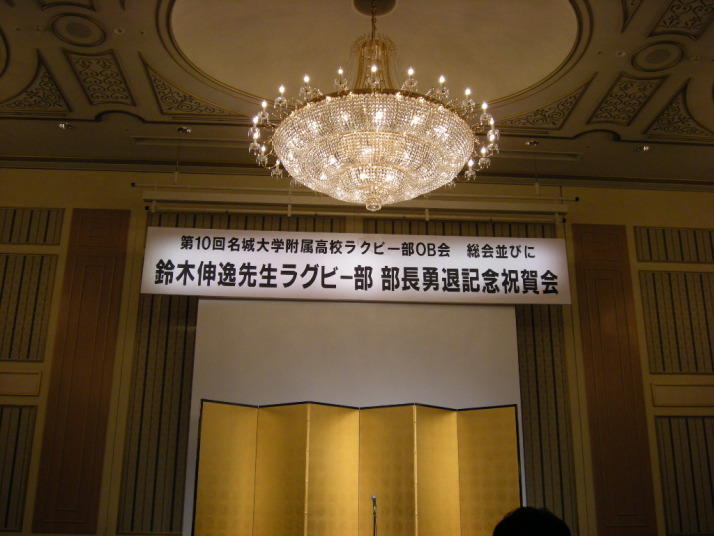 第10回名城大学附属高校ラクビー部OB会　総会並びに
鈴木伸逸先生ラグビー部 部長勇退記念祝賀会